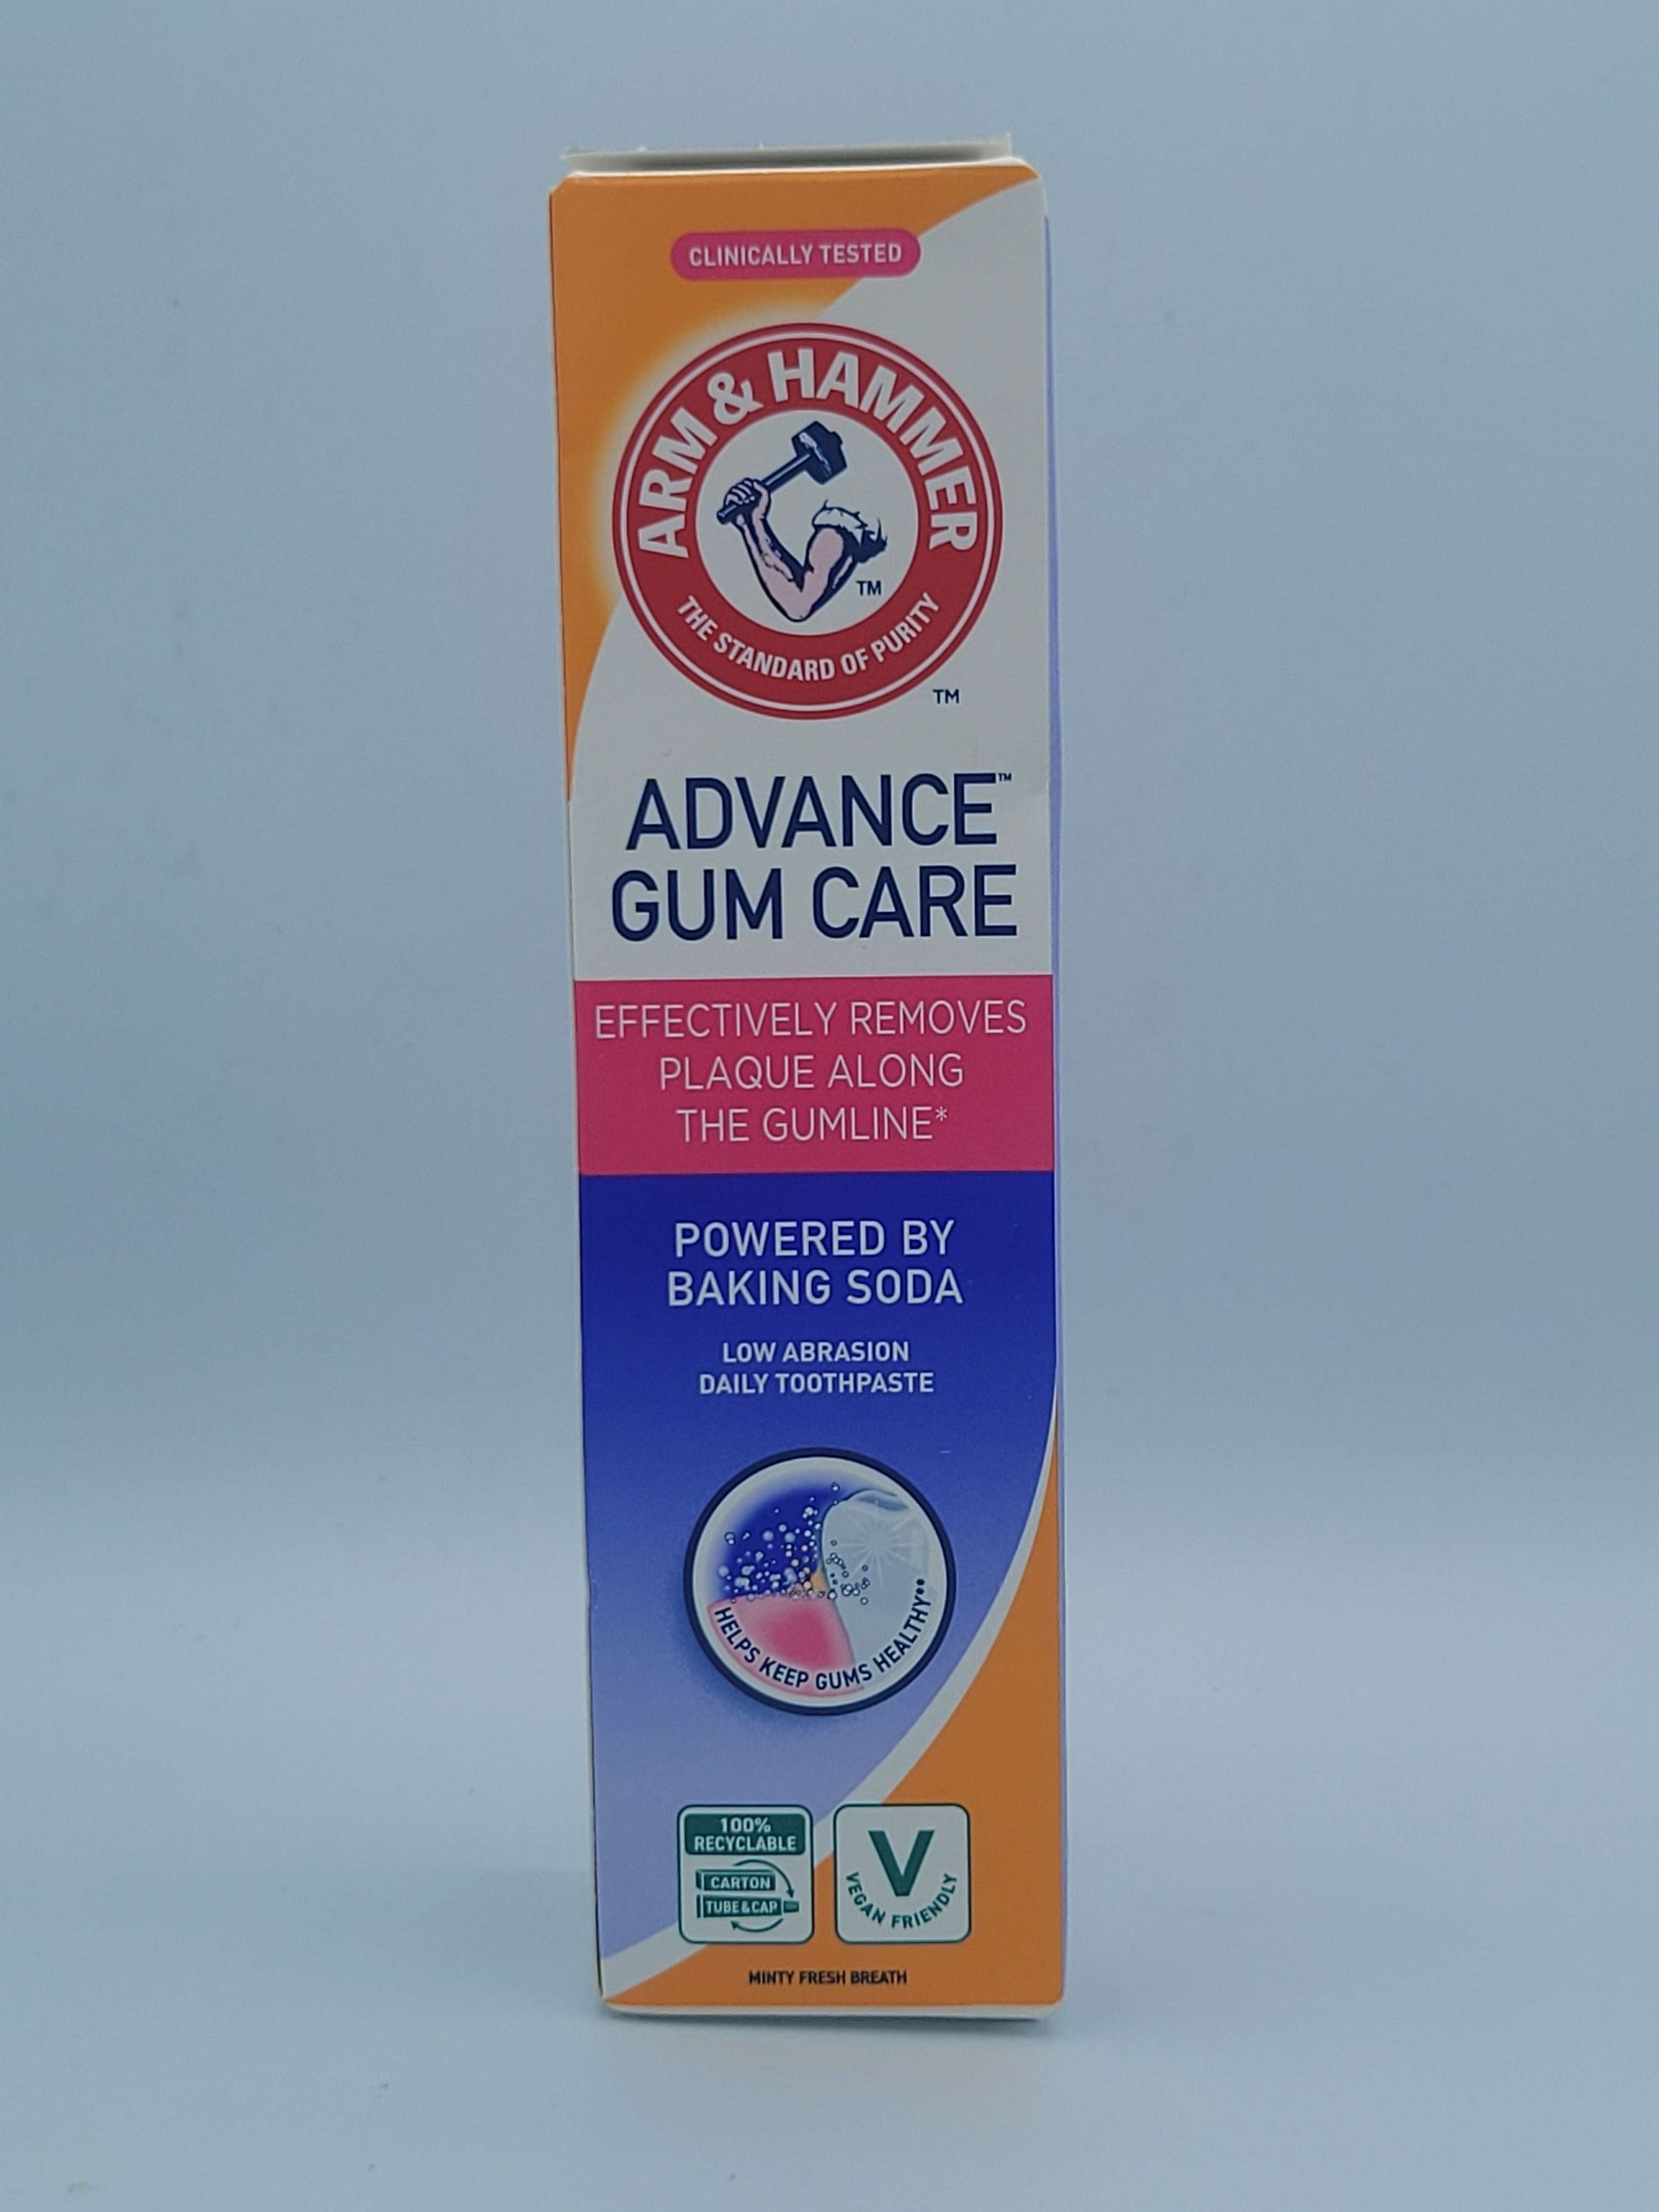 CLINICALLY TESTED
ARM & HAMMER
TM
THE STANDARD OF PURITY
TM
ADVANCE™
GUM CARE
EFFECTIVELY REMOVES
PLAQUE ALONG
THE GUMLINE*
POWERED BY
BAKING SODA
LOW ABRASION
DAILY TOOTHPASTE
HELPS KEEP GUMS HEALTHY••
100%
RECYCLABLE
CARTON
TUBE & CAP
V
VEGAN FRIENDLY
MINTY FRESH BREATH